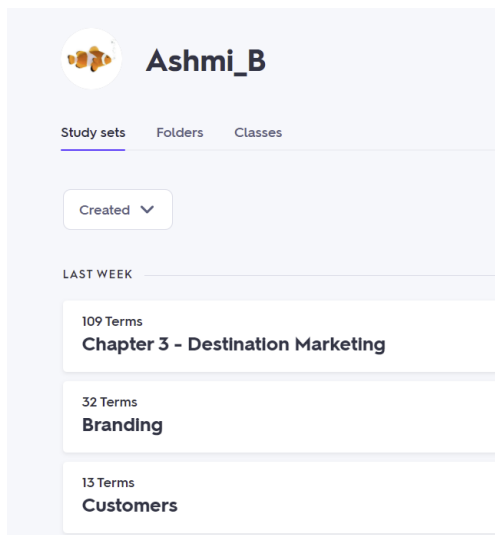 Ashmi_B
Study sets Folders Classes
Created
LAST WEEK
109 Terms
Chapter 3 - Destination Marketing
32 Terms
Branding
13 Terms
Customers